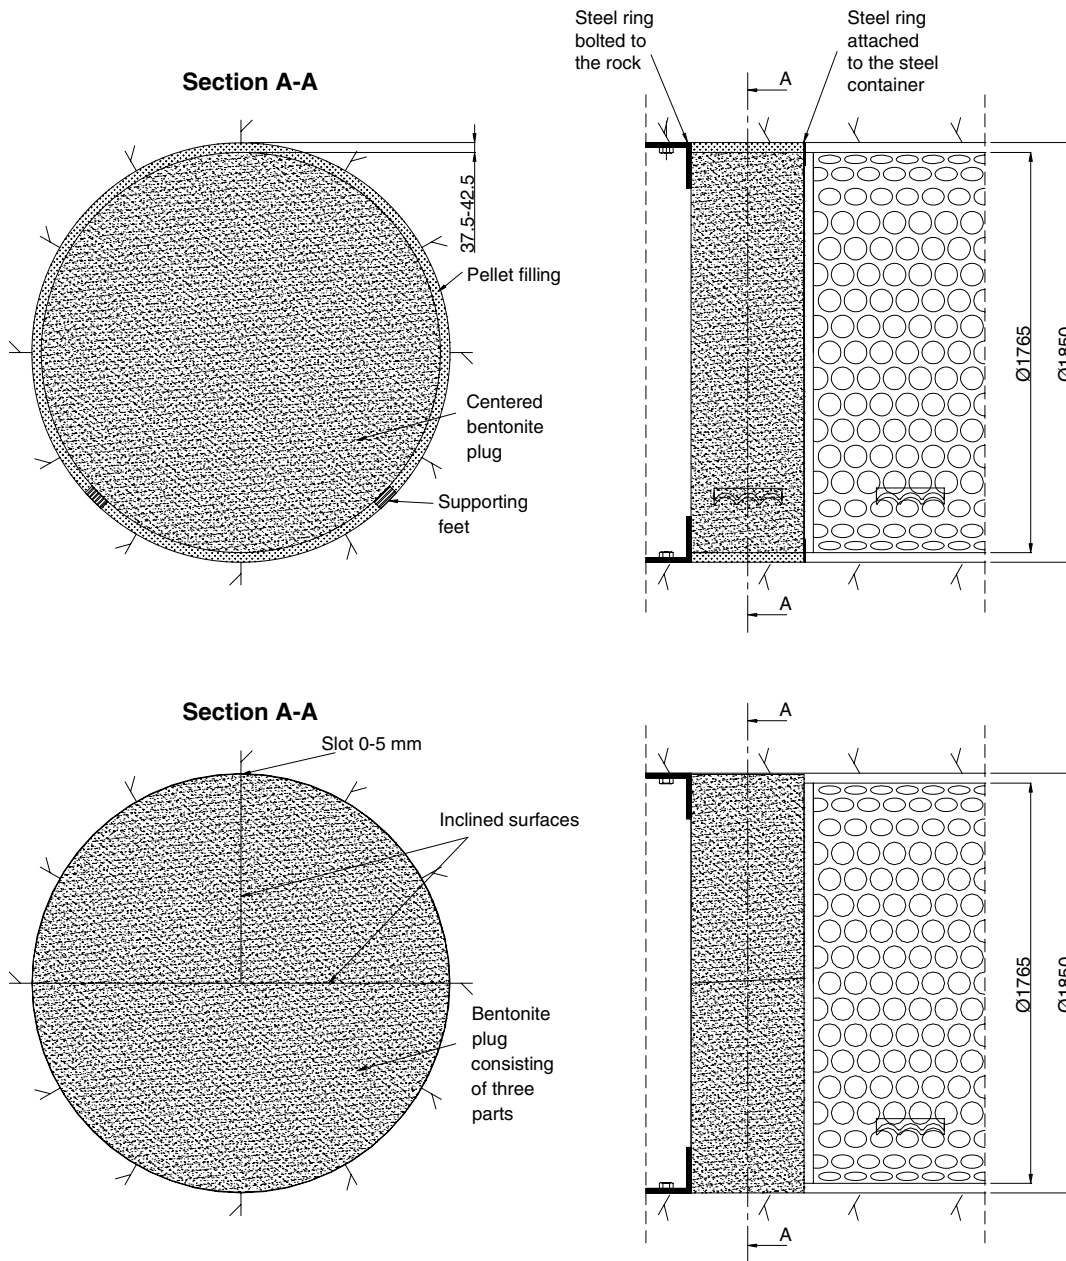 Steel ring
bolted to
the rock
Steel ring
attached
to the steel
container
Section A-A
A
37.5-42.5
Pellet filling
Centered
bentonite
plug
Supporting
feet
Ø1765
Ø1850
A
Section A-A
A
Slot 0-5 mm
Inclined surfaces
Bentonite
plug
consisting
of three
parts
Ø1765
Ø1850
A